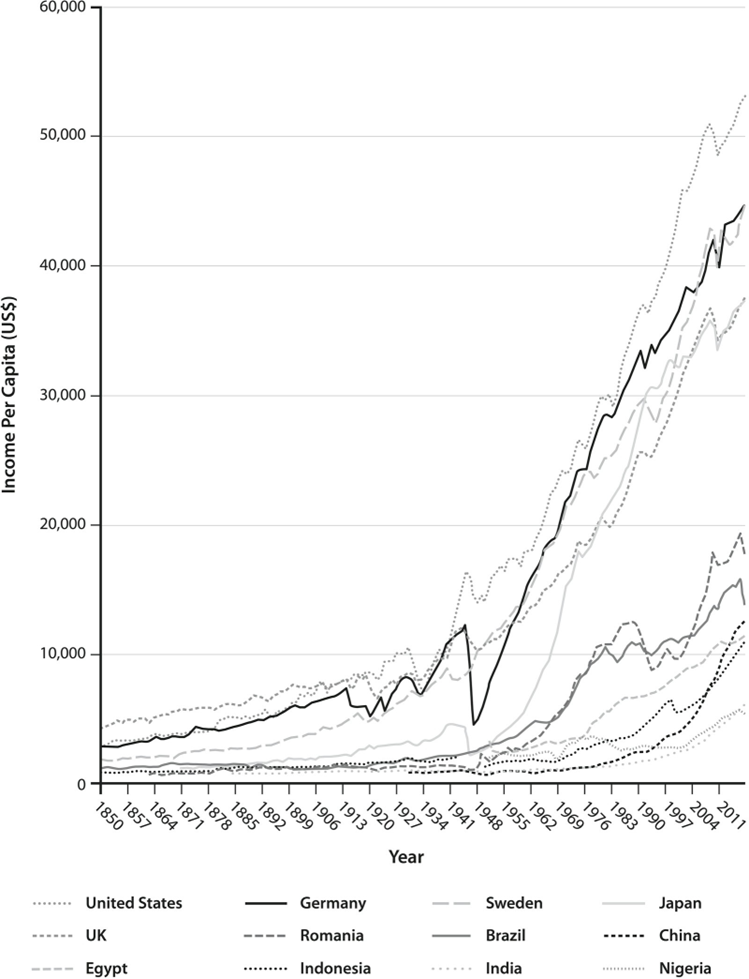 60,000
50,000
40,000
30,000
20,000
10,000
0
Income Per Capita (US$)
1850 1857 1864 1871 1878 1885 1892 1899 1906 1913 1920 1927 1934 1941 1948 1955 1962 1969 1976 1983 1990 1997 2004 2011
Year
United States Germany Sweden Japan
UK Romania Brazil China
Egypt Indonesia India Nigeria